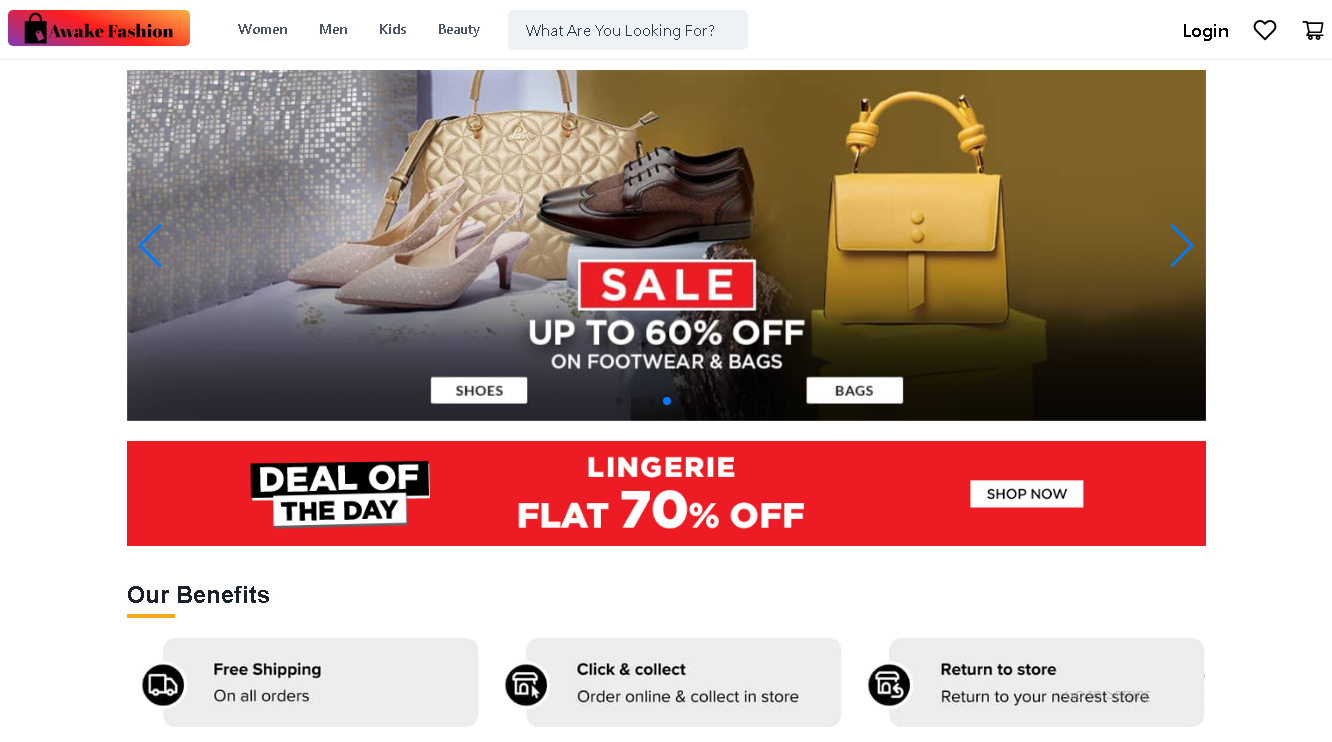 Awake Fashion
Women
Men
Kids
Beauty
What Are You Looking For?
Login
SALE
UP TO 60% OFF
ON FOOTWEAR & BAGS
SHOES
BAGS
DEAL OF
THE DAY
LINGERIE
FLAT 70% OFF
SHOP NOW
Our Benefits
Free Shipping
On all orders
Click & collect
Order online & collect in store
Return to store
Return to your nearest store